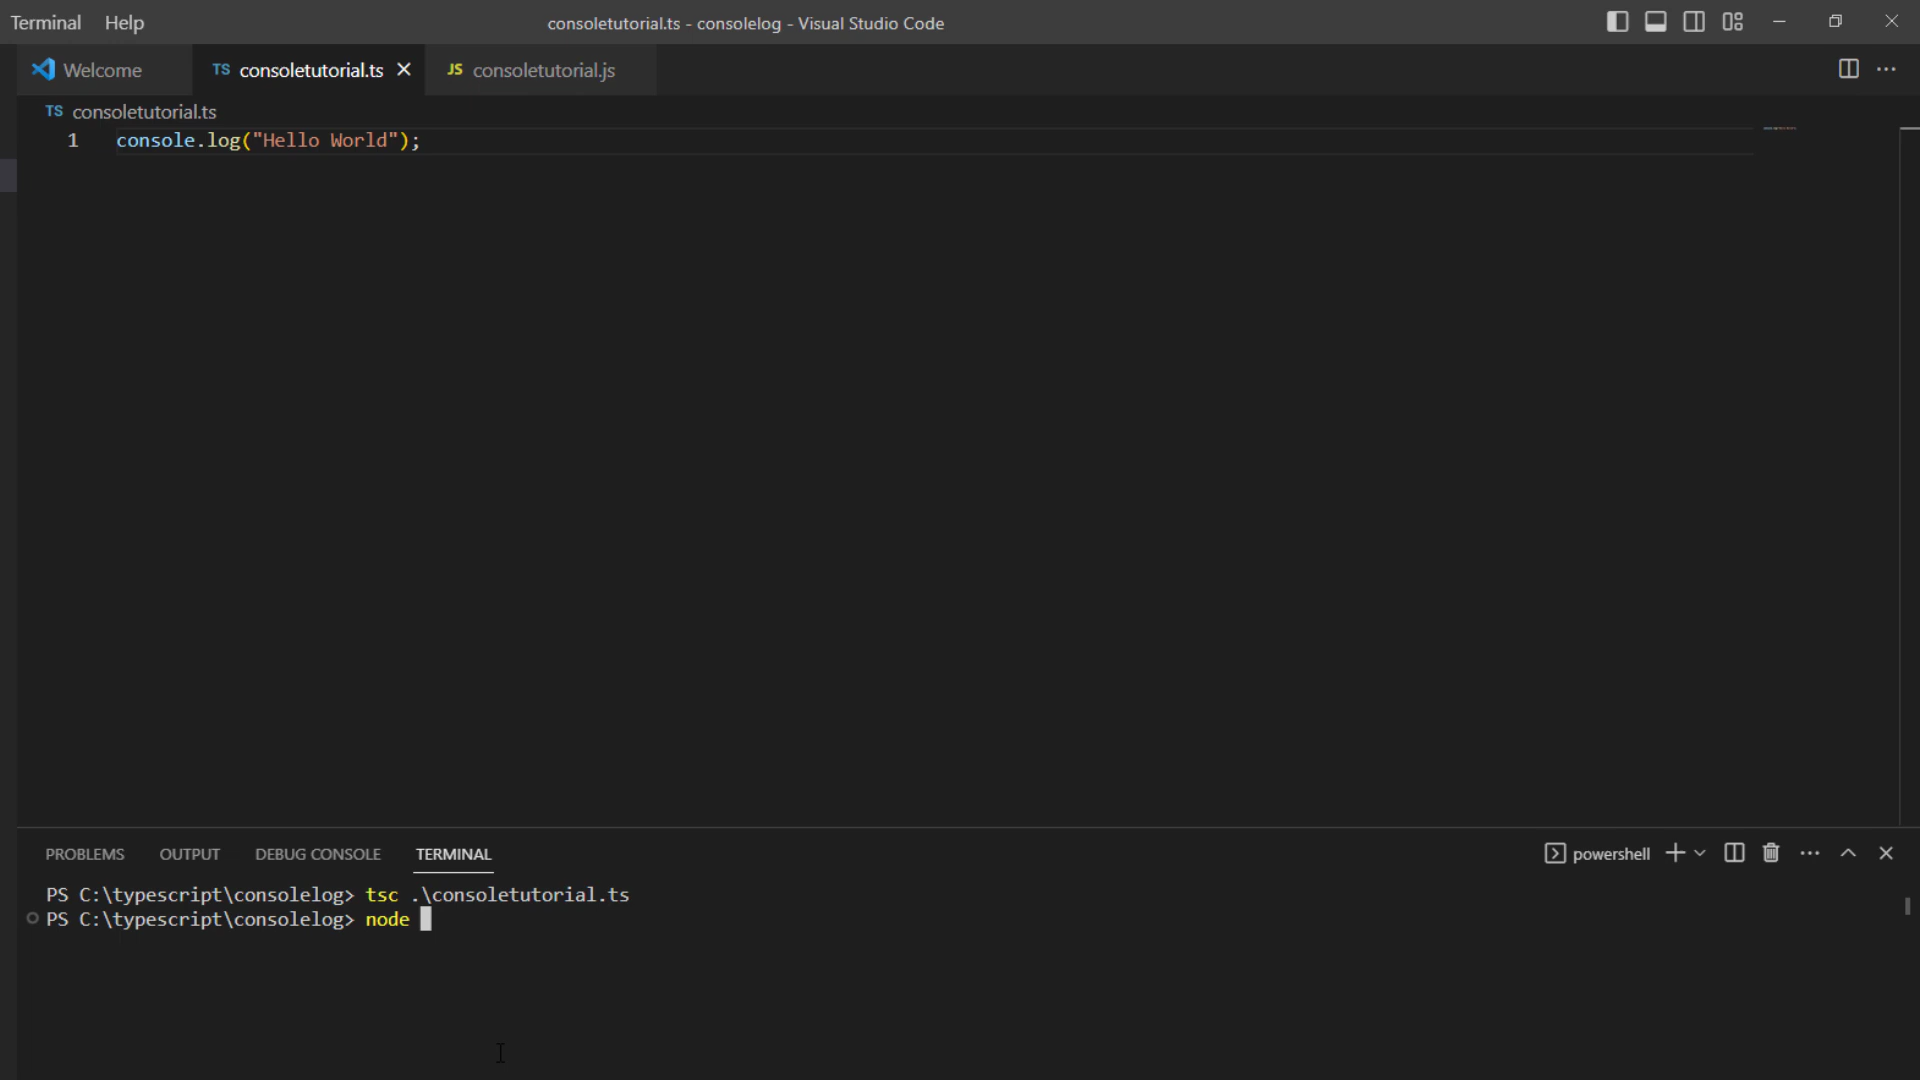 Terminal Help consoletutorial.ts - consolelog - Visual Studio Code
Welcome TS consoletutorial.ts JS consoletutorial.js
TS consoletutorial.ts
1 console.log("Hello World");
PROBLEMS OUTPUT DEBUG CONSOLE TERMINAL powershell
PS C:\typescript\consolelog> tsc .\consoletutorial.ts
PS C:\typescript\consolelog> node